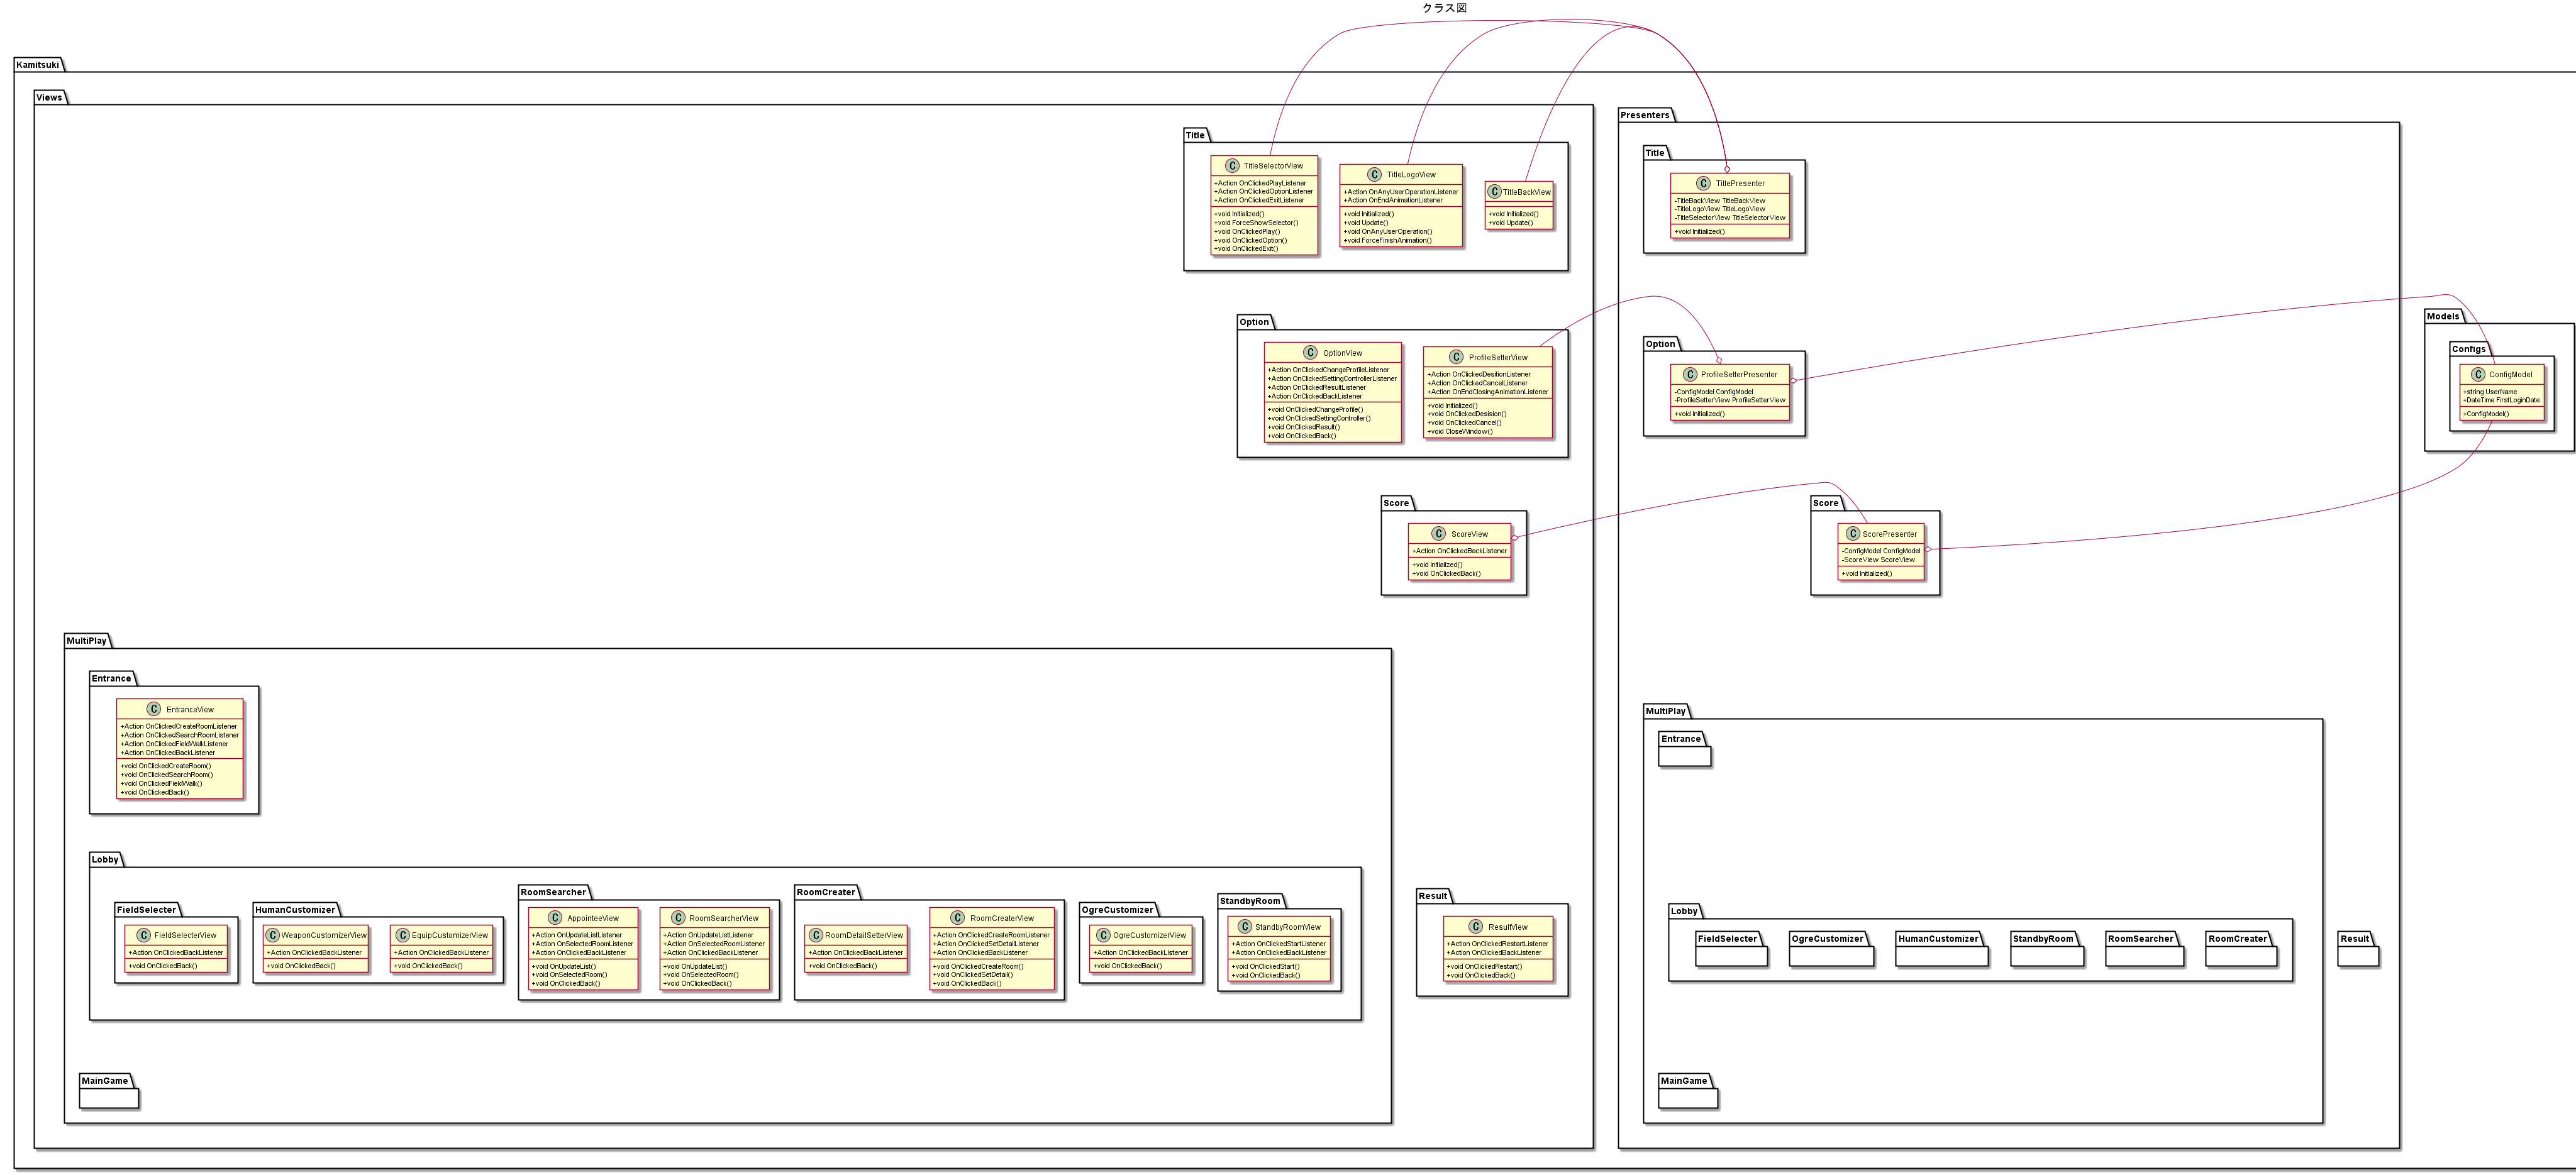 クラス図
Kamitsuki
Views
Title
TitleSelectorView
+Action OnClickedPlayListener
+Action OnClickedOptionListener
+Action OnClickedExitListener
+void Initialized()
+void ForceShowSelector()
+void OnClickedPlay()
+void OnClickedOption()
+void OnClickedExit()
TitleLogoView
+Action OnAnyUserOperationListener
+Action OnEndAnimationListener
+void Initialized()
+void Update()
+void OnAnyUserOperation()
+void ForceFinishAnimation()
TitleBackView
+void Initialized()
+void Update()
Option
OptionView
+Action OnClickedChangeProfileListener
+Action OnClickedSettingControllerListener
+Action OnClickedResultListener
+Action OnClickedBackListener
+void OnClickedChangeProfile()
+void OnClickedSettingController()
+void OnClickedResult()
+void OnClickedBack()
ProfileSetterView
+Action OnClickedDesitionListener
+Action OnClickedCancelListener
+Action OnEndClosingAnimationListener
+void Initialized()
+void OnClickedDesision()
+void OnClickedCancel()
+void CloseWindow()
Score
ScoreView
+Action OnClickedBackListener
+void Initialized()
+void OnClickedBack()
MultiPlay
Entrance
EntranceView
+Action OnClickedCreateRoomListener
+Action OnClickedSearchRoomListener
+Action OnClickedFieldWalkListener
+Action OnClickedBackListener
+void OnClickedCreateRoom()
+void OnClickedSearchRoom()
+void OnClickedFieldWalk()
+void OnClickedBack()
Lobby
FieldSelecter
FieldSelecterView
+Action OnClickedBackListener
+void OnClickedBack()
HumanCustomizer
WeaponCustomizerView
+Action OnClickedBackListener
+void OnClickedBack()
EquipCustomizerView
+Action OnClickedBackListener
+void OnClickedBack()
RoomSearcher
AppointeeView
+Action OnUpdateListListener
+Action OnSelectedRoomListener
+Action OnClickedBackListener
+void OnUpdateList()
+void OnSelectedRoom()
+void OnClickedBack()
RoomSearcherView
+Action OnUpdateListListener
+Action OnSelectedRoomListener
+Action OnClickedBackListener
+void OnUpdateList()
+void OnSelectedRoom()
+void OnClickedBack()
RoomCreater
RoomDetailSetterView
+Action OnClickedBackListener
+void OnClickedBack()
RoomCreaterView
+Action OnClickedCreateRoomListener
+Action OnClickedSetDetailListener
+Action OnClickedBackListener
+void OnClickedCreateRoom()
+void OnClickedSetDetail()
+void OnClickedBack()
OgreCustomizer
OgreCustomizerView
+Action OnClickedBackListener
+void OnClickedBack()
StandbyRoom
StandbyRoomView
+Action OnClickedStartListener
+Action OnClickedBackListener
+void OnClickedStart()
+void OnClickedBack()
MainGame
Result
ResultView
+Action OnClickedRestartListener
+Action OnClickedBackListener
+void OnClickedRestart()
+void OnClickedBack()
Presenters
Title
TitlePresenter
-TitleBackView TitleBackView
-TitleLogoView TitleLogoView
-TitleSelectorView TitleSelectorView
+void Initialized()
Option
ProfileSetterPresenter
-ConfigModel ConfigModel
-ProfileSetterView ProfileSetterView
+void Initialized()
Score
ScorePresenter
-ConfigModel ConfigModel
-ScoreView ScoreView
+void Initialized()
MultiPlay
Entrance
Lobby
FieldSelecter
OgreCustomizer
HumanCustomizer
StandbyRoom
RoomSearcher
RoomCreater
MainGame
Result
Models
Configs
ConfigModel
+string UserName
+DateTime FirstLoginDate
+ConfigModel()